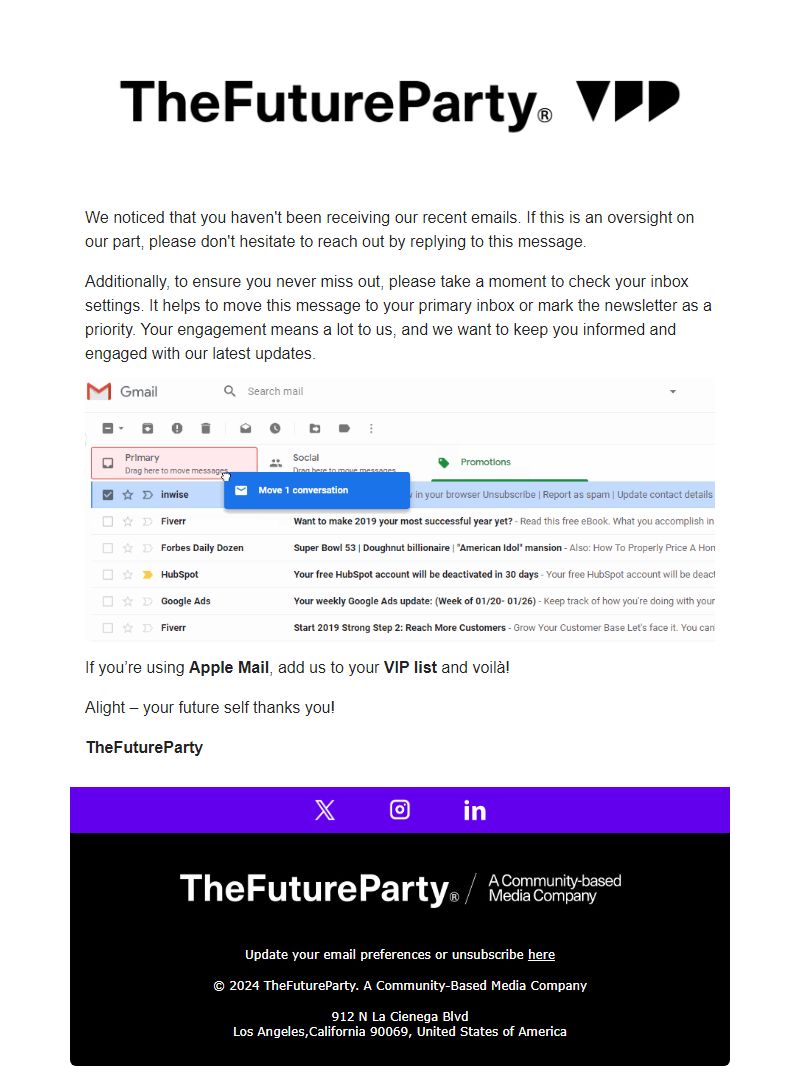 TheFutureParty® VIP
We noticed that you haven't been receiving our recent emails. If this is an oversight on
our part, please don't hesitate to reach out by replying to this message.
Additionally, to ensure you never miss out, please take a moment to check your inbox
settings. It helps to move this message to your primary inbox or mark the newsletter as a
priority. Your engagement means a lot to us, and we want to keep you informed and
engaged with our latest updates.
Gmail Search mail
Primary Social Promotions
Drag here to move messages. Drag here to move messages
Move 1 conversation
inwise in your browser Unsubscribe | Report as spam | Update contact details
Fiverr Want to make 2019 your most successful year yet? - Read this free eBook. What you accomplish in
Forbes Daily Dozen Super Bowl 53 | Doughnut billionaire | "American Idol" mansion - Also: How To Properly Price A Hon
HubSpot Your free HubSpot account will be deactivated in 30 days - Your free HubSpot account will be deact
Google Ads Your weekly Google Ads update: (Week of 01/20- 01/26) - Keep track of how you're doing with your
Fiverr Start 2019 Strong Step 2: Reach More Customers - Grow Your Customer Base Let's face it. You can
If you’re using Apple Mail, add us to your VIP list and voilà!
Alight – your future self thanks you!
TheFutureParty
X in
TheFutureParty® / A Community-based
Media Company
Update your email preferences or unsubscribe here
© 2024 TheFutureParty. A Community-Based Media Company
912 N La Cienega Blvd
Los Angeles,California 90069, United States of America